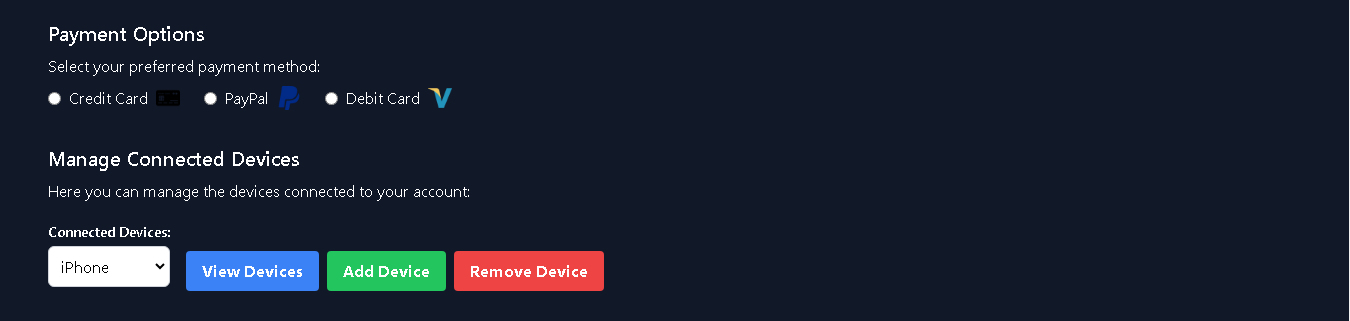 Payment Options
Select your preferred payment method:
Credit Card PayPal Debit Card
Manage Connected Devices
Here you can manage the devices connected to your account:
Connected Devices:
iPhone View Devices Add Device Remove Device